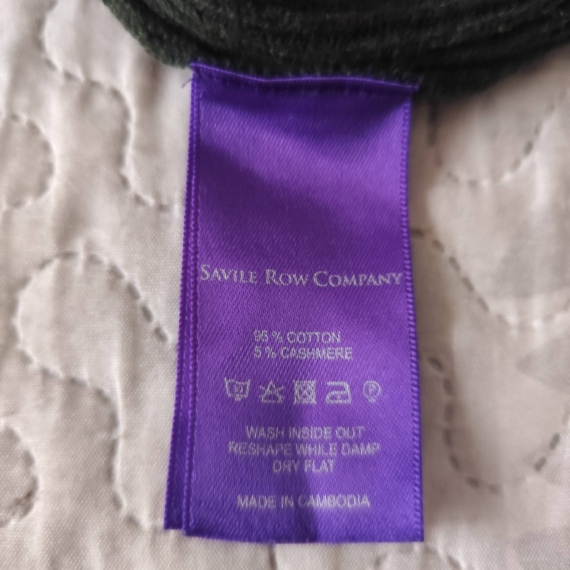 SAVILE ROW COMPANY
95 % COTTON
5 % CASHMERE
WASH INSIDE OUT
RESHAPE WHILE DAMP
DRY FLAT
MADE IN CAMBODIA